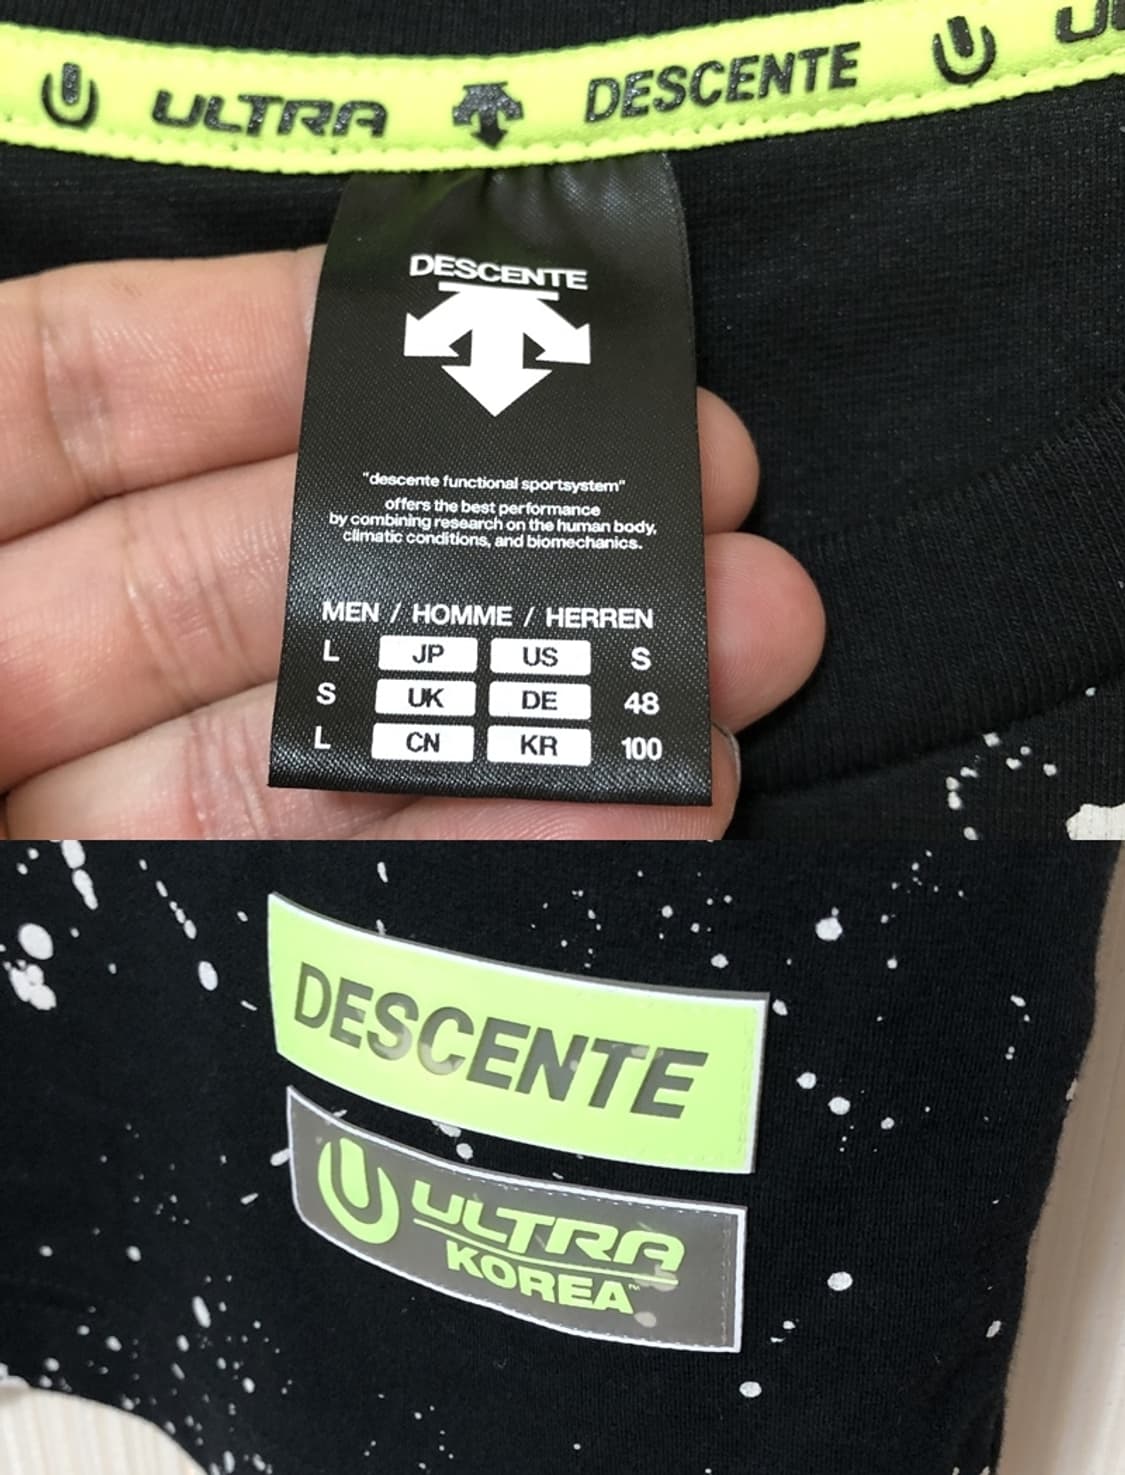 ULTRA DESCENTE
DESCENTE
"descente functional sportsystem"
offers the best performance
by combining research on the human body,
climatic conditions, and biomechanics.
MEN / HOMME / HERREN
L JP US S
S UK DE 48
L CN KR 100
DESCENTE
ULTRA
KOREA™